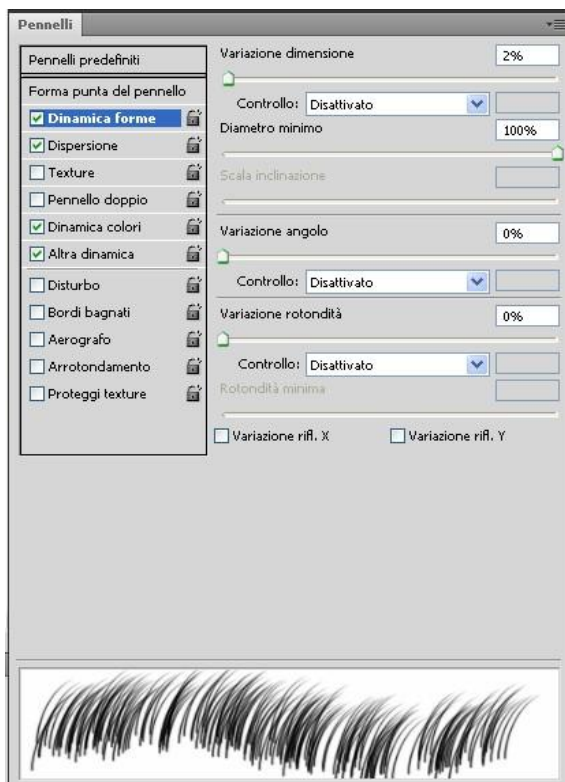 Pennelli
Pennelli predefiniti
Forma punta del pennello
Dinamica forme
Dispersione
Texture
Pennello doppio
Dinamica colori
Altra dinamica
Disturbo
Bordi bagnati
Aerografo
Arrotondamento
Proteggi texture
Variazione dimensione 2%
Controllo: Disattivato
Diametro minimo 100%
Scala inclinazione
Variazione angolo 0%
Controllo: Disattivato
Variazione rotondità 0%
Controllo: Disattivato
Rotondità minima
Variazione rifl. X Variazione rifl. Y